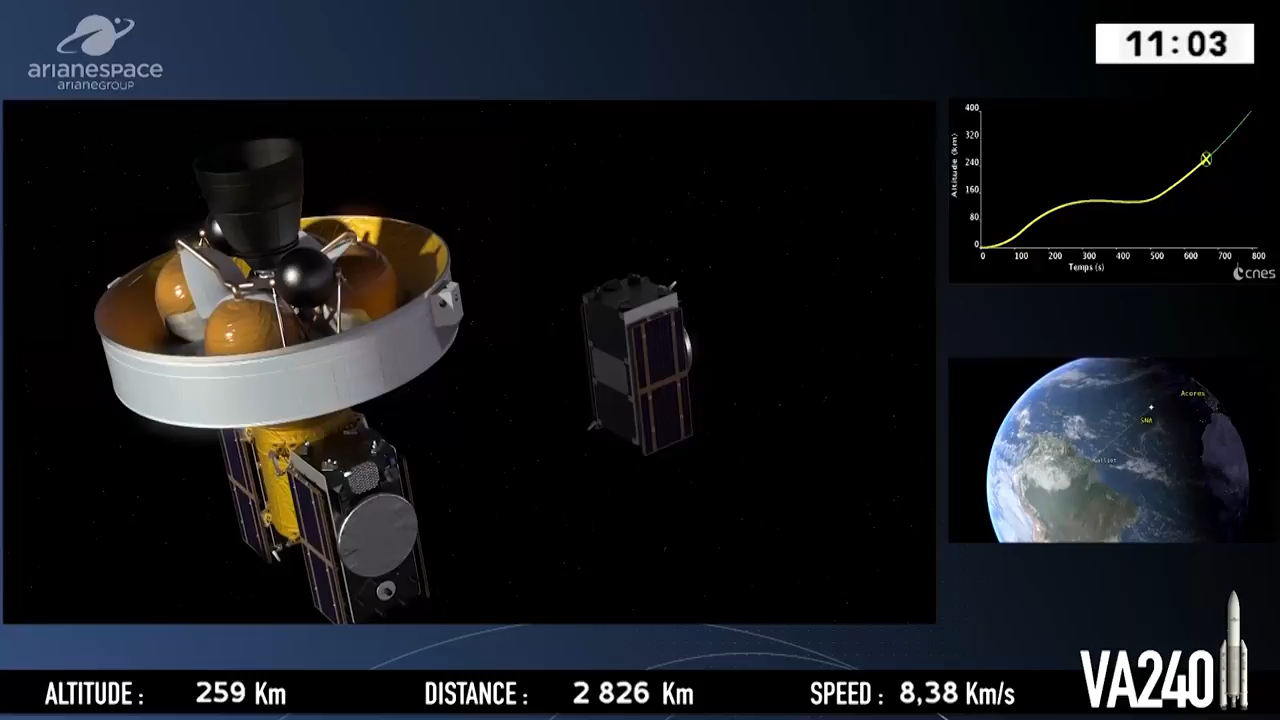 arianespace
arianeGROUP
11:03
400
320
240
160
80
0
Altitude (km)
0 100 200 300 400 500 600 700 800
Temps (s)
cnes
Acores
SNA
ALTITUDE : 259 Km
DISTANCE : 2 826 Km
SPEED : 8,38 Km/s
VA240